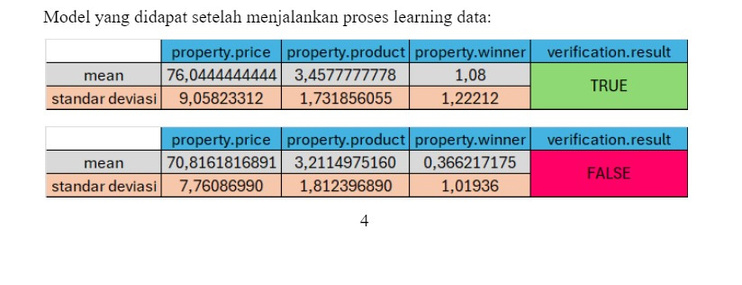 Model yang didapat setelah menjalankan proses learning data:
property.price property.product property.winner verification.result
mean 76,0444444444 3,4577777778 1,08 TRUE
standar deviasi 9,05823312 1,731856055 1,22212
property.price property.product property.winner verification.result
mean 70,8161816891 3,2114975160 0,366217175 FALSE
standar deviasi 7,76086990 1,812396890 1,01936
4